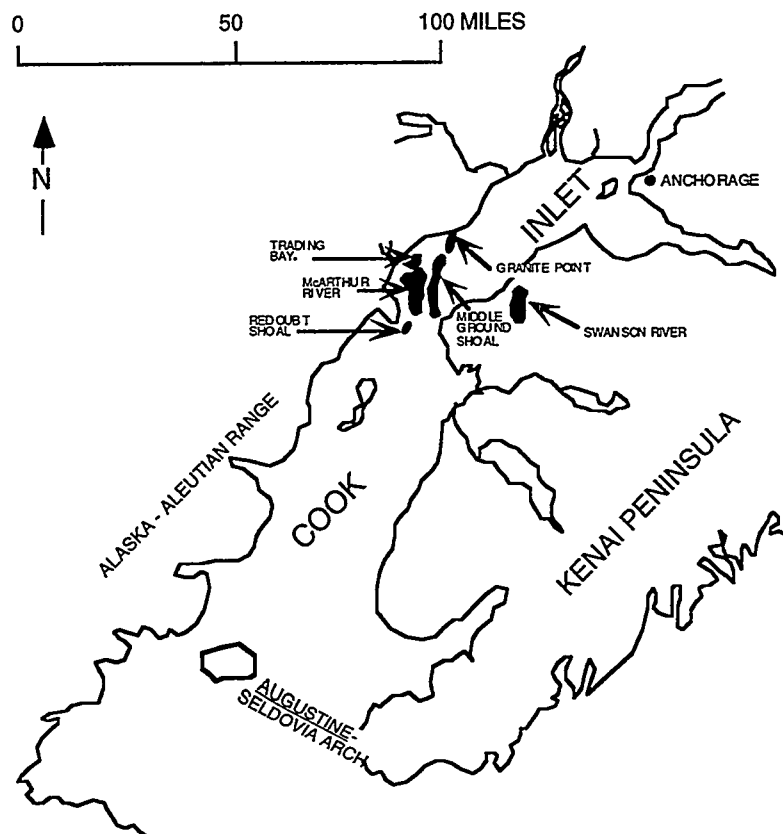 0 50 100 MILES
N
INLET
ANCHORAGE
TRADING
BAY.
GRANITE POINT
McARTHUR
RIVER
MIDDLE
GROUND
SHOAL
REDOUBT
SHOAL
SWANSON RIVER
ALASKA - ALEUTIAN RANGE
COOK
KENAI PENINSULA
AUGUSTINE-
SELDOVIA ARCH